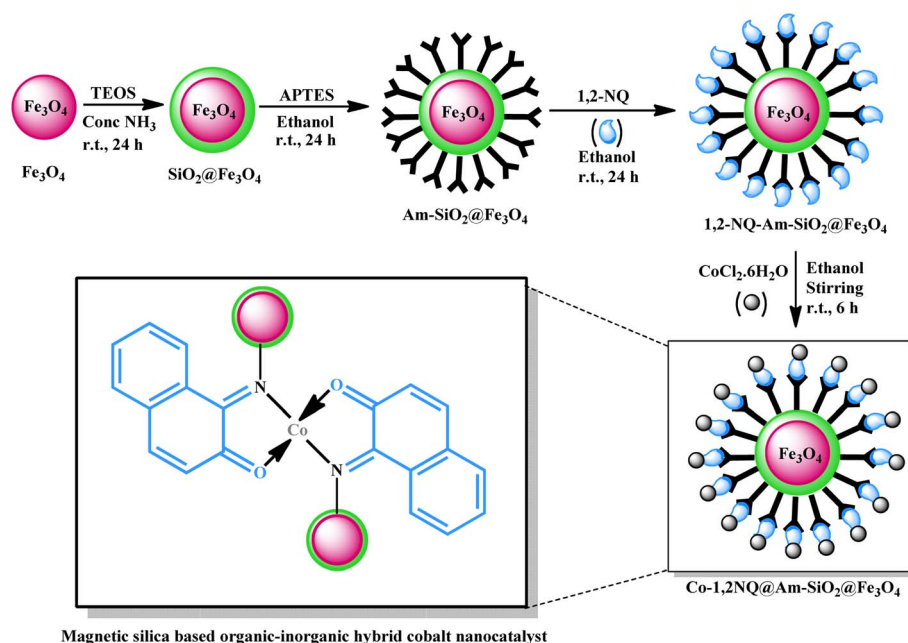 Fe₃O₄
Fe₃O₄
TEOS
Conc NH₃
r.t., 24 h
Fe₃O₄
SiO₂@Fe₃O₄
APTES
Ethanol
r.t., 24 h
Fe₃O₄
Am-SiO₂@Fe₃O₄
1,2-NQ
( )
Ethanol
r.t., 24 h
Fe₃O₄
1,2-NQ-Am-SiO₂@Fe₃O₄
CoCl₂.6H₂O
( )
Ethanol
Stirring
r.t., 6 h
Fe₃O₄
Co-1,2NQ@Am-SiO₂@Fe₃O₄
N
O
Co
O
N
Magnetic silica based organic-inorganic hybrid cobalt nanocatalyst